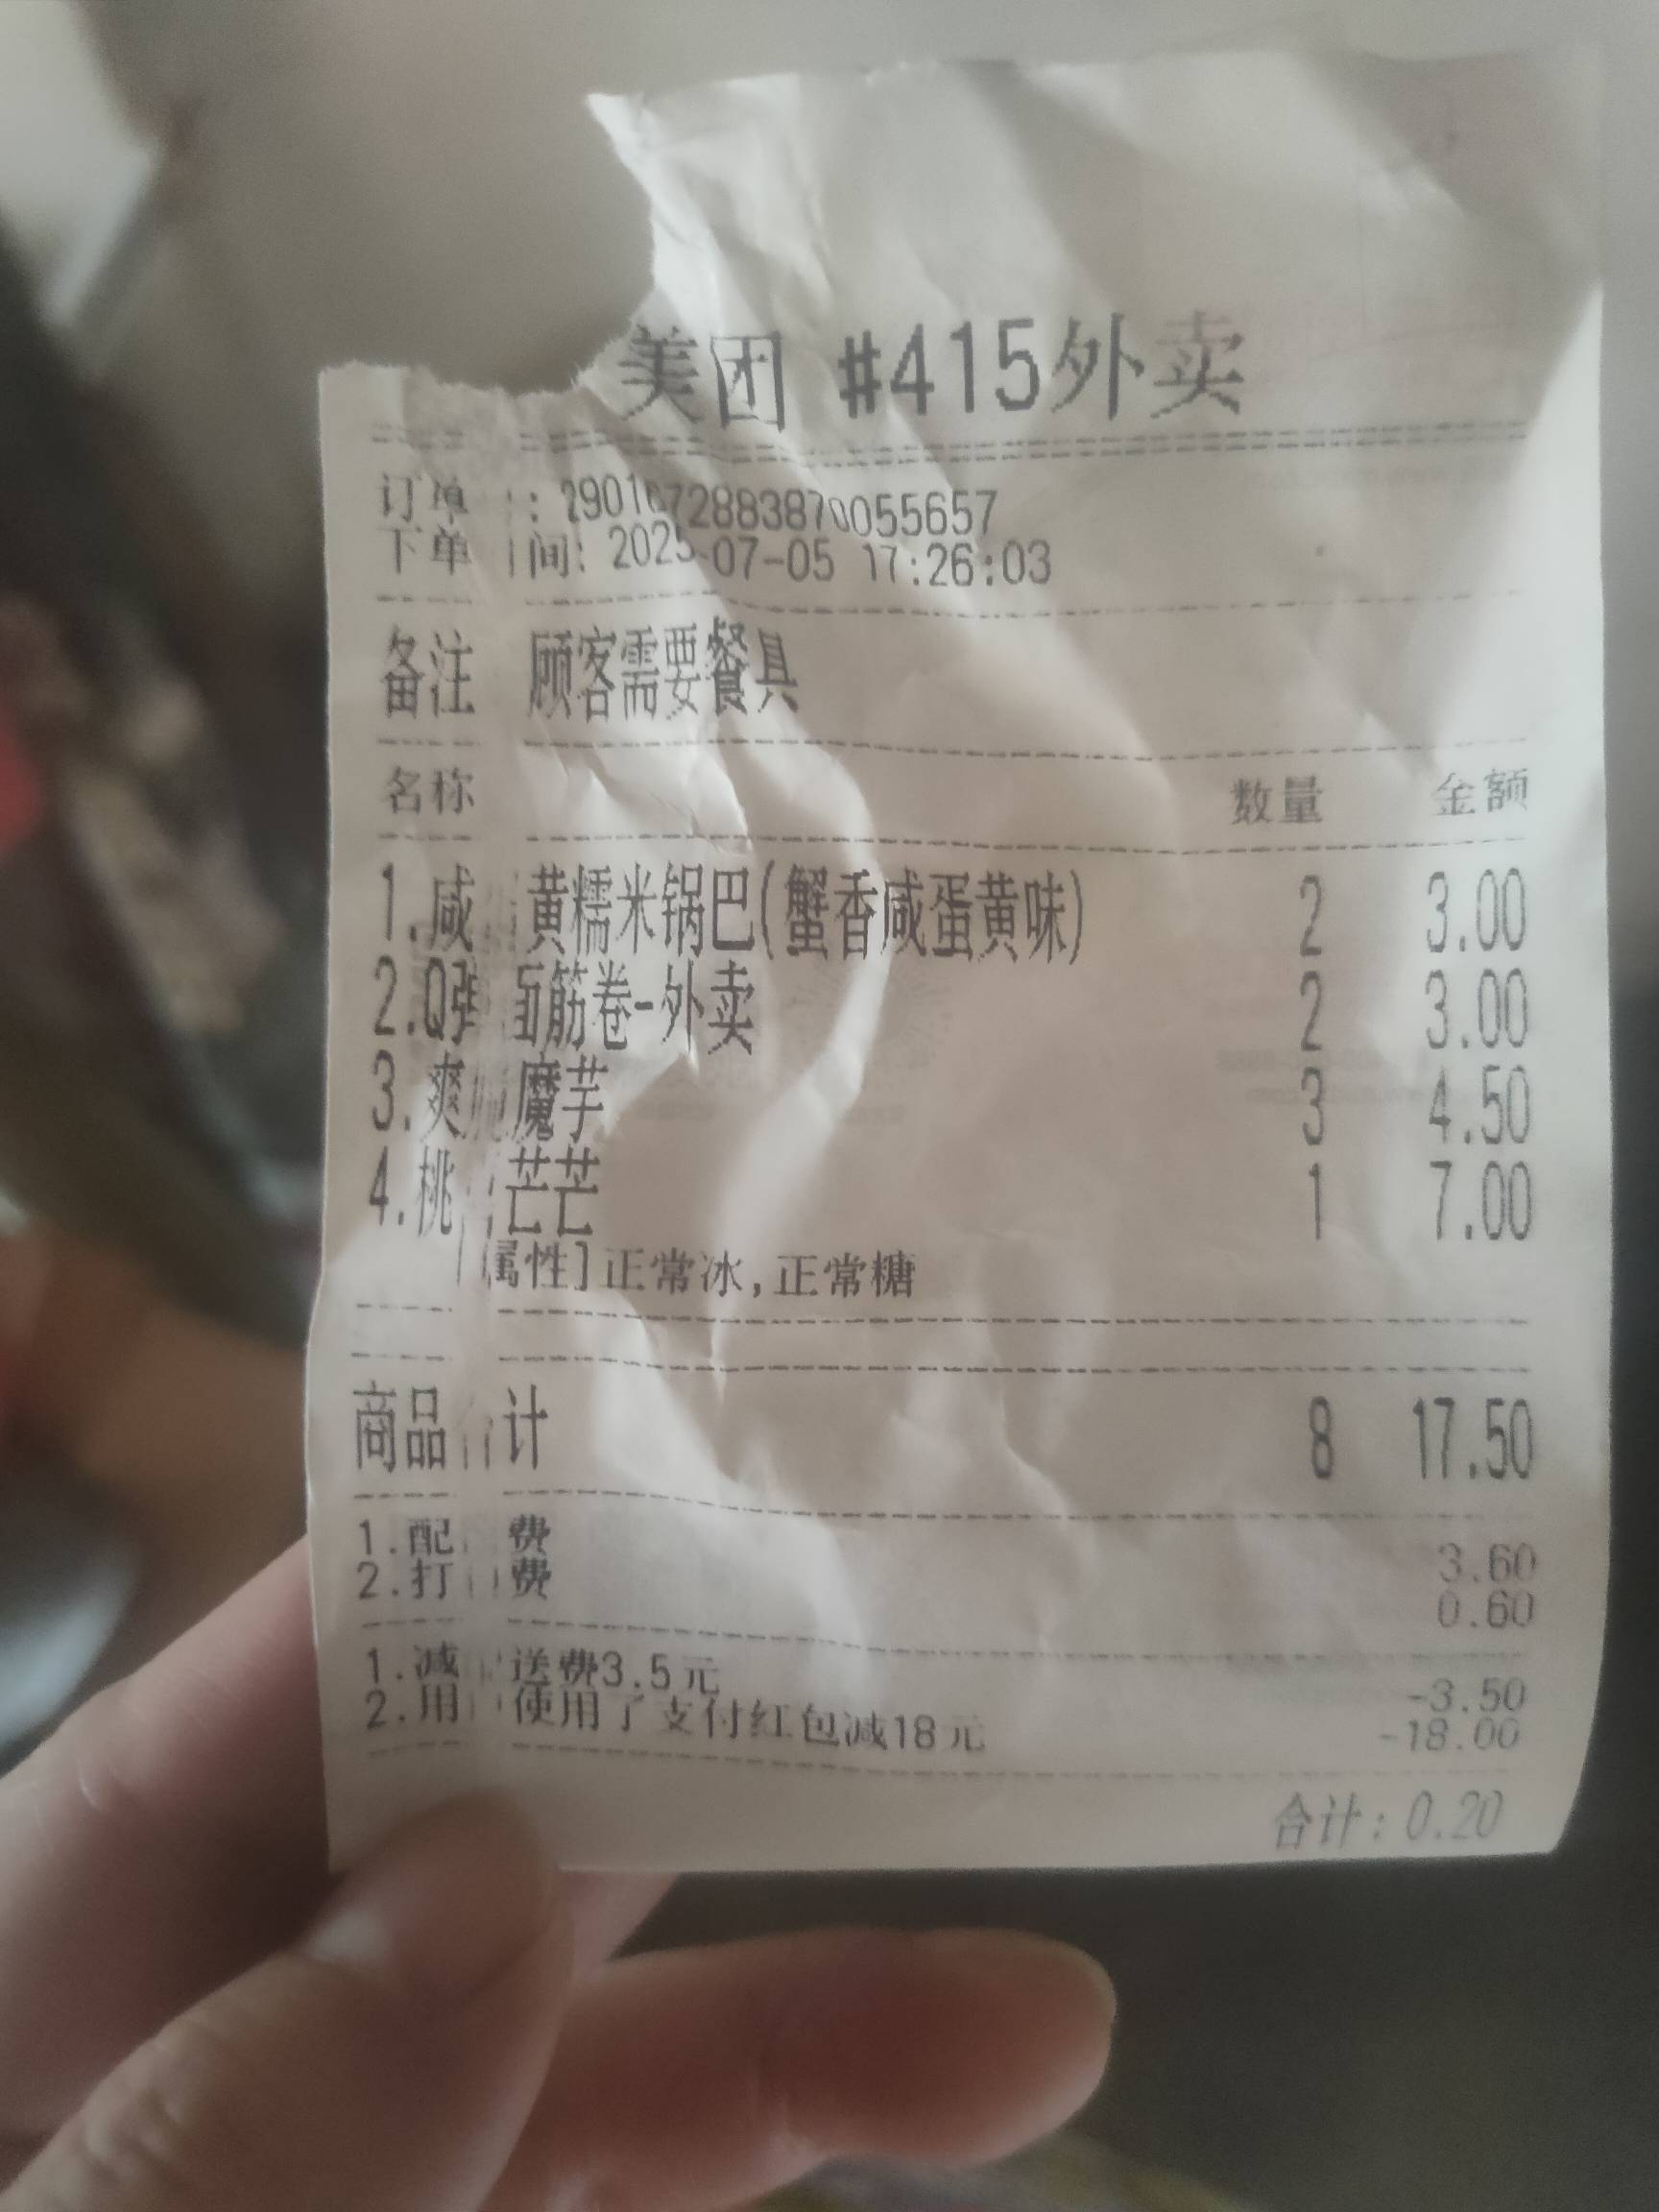 美团 #415外卖
订单 : 2901672883870055657
下单 间: 2025-07-05 17:26:03
备注 顾客需要餐具
名称 数量 金额
1.咸 黄糯米锅巴(蟹香咸蛋黄味) 2 3.00
2.Q弹 筋卷-外卖 2 3.00
3.爽 魔芋 3 4.50
4.桃 芒芒 1 7.00
属性]正常冰,正常糖
商品 计 8 17.50
1.配 费 3.60
2.打 费 0.60
1.减 送费3.5元 -3.50
2.用 使用了支付红包减18元 -18.00
合计: 0.20